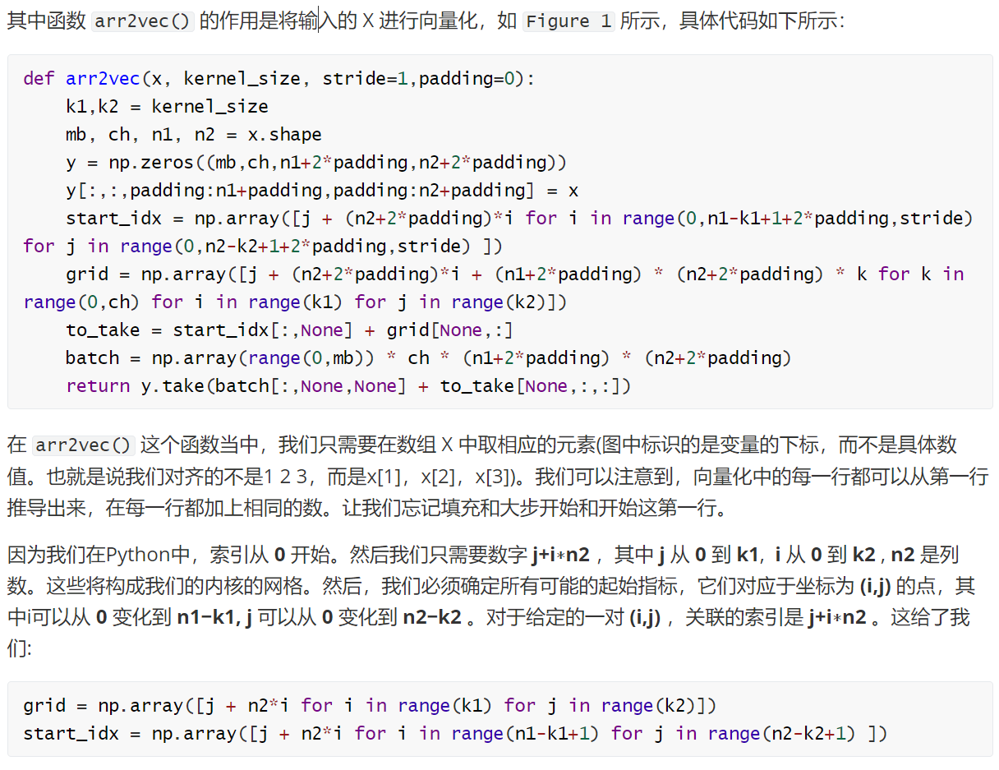 其中函数 arr2vec() 的作用是将输入的 X 进行向量化，如 Figure 1 所示，具体代码如下所示：
def arr2vec(x, kernel_size, stride=1,padding=0):
    k1,k2 = kernel_size
    mb, ch, n1, n2 = x.shape
    y = np.zeros((mb,ch,n1+2*padding,n2+2*padding))
    y[:,:,padding:n1+padding,padding:n2+padding] = x
    start_idx = np.array([j + (n2+2*padding)*i for i in range(0,n1-k1+1+2*padding,stride)
for j in range(0,n2-k2+1+2*padding,stride) ])
    grid = np.array([j + (n2+2*padding)*i + (n1+2*padding) * (n2+2*padding) * k for k in
range(0,ch) for i in range(k1) for j in range(k2)])
    to_take = start_idx[:,None] + grid[None,:]
    batch = np.array(range(0,mb)) * ch * (n1+2*padding) * (n2+2*padding)
    return y.take(batch[:,None,None] + to_take[None,:,:])
在 arr2vec() 这个函数当中，我们只需要在数组 X 中取相应的元素(图中标识的是变量的下标，而不是具体数
值。也就是说我们对齐的不是1 2 3，而是x[1]，x[2]，x[3])。我们可以注意到，向量化中的每一行都可以从第一行
推导出来，在每一行都加上相同的数。让我们忘记填充和大步开始和开始这第一行。
因为我们在Python中，索引从 0 开始。然后我们只需要数字 j+i∗n2 ，其中 j 从 0 到 k1，i 从 0 到 k2 , n2 是列
数。这些将构成我们的内核的网格。然后，我们必须确定所有可能的起始指标，它们对应于坐标为 (i,j) 的点，其
中i可以从 0 变化到 n1−k1, j 可以从 0 变化到 n2−k2 。对于给定的一对 (i,j) ，关联的索引是 j+i∗n2 。这给了我
们:
grid = np.array([j + n2*i for i in range(k1) for j in range(k2)])
start_idx = np.array([j + n2*i for i in range(n1-k1+1) for j in range(n2-k2+1) ])